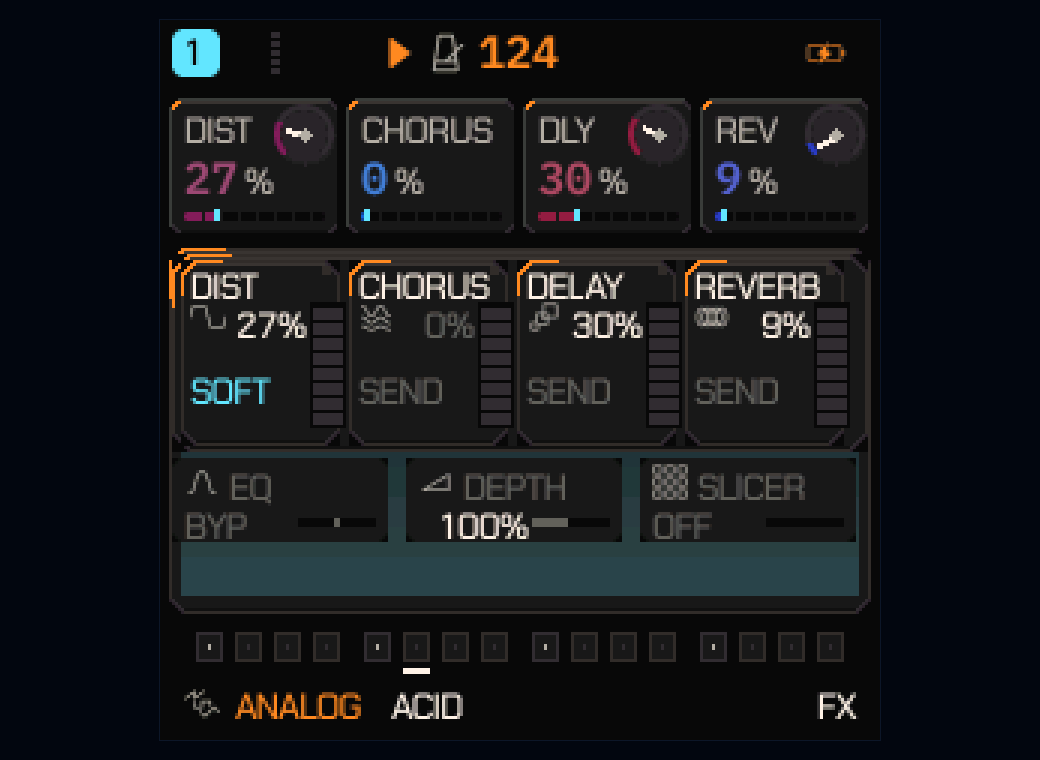 1 124
DIST CHORUS DLY REV
27 % 0 % 30 % 9 %
DIST CHORUS DELAY REVERB
27% 0% 30% 9%
SOFT SEND SEND SEND
EQ DEPTH SLICER
BYP 100% OFF
ANALOG ACID FX